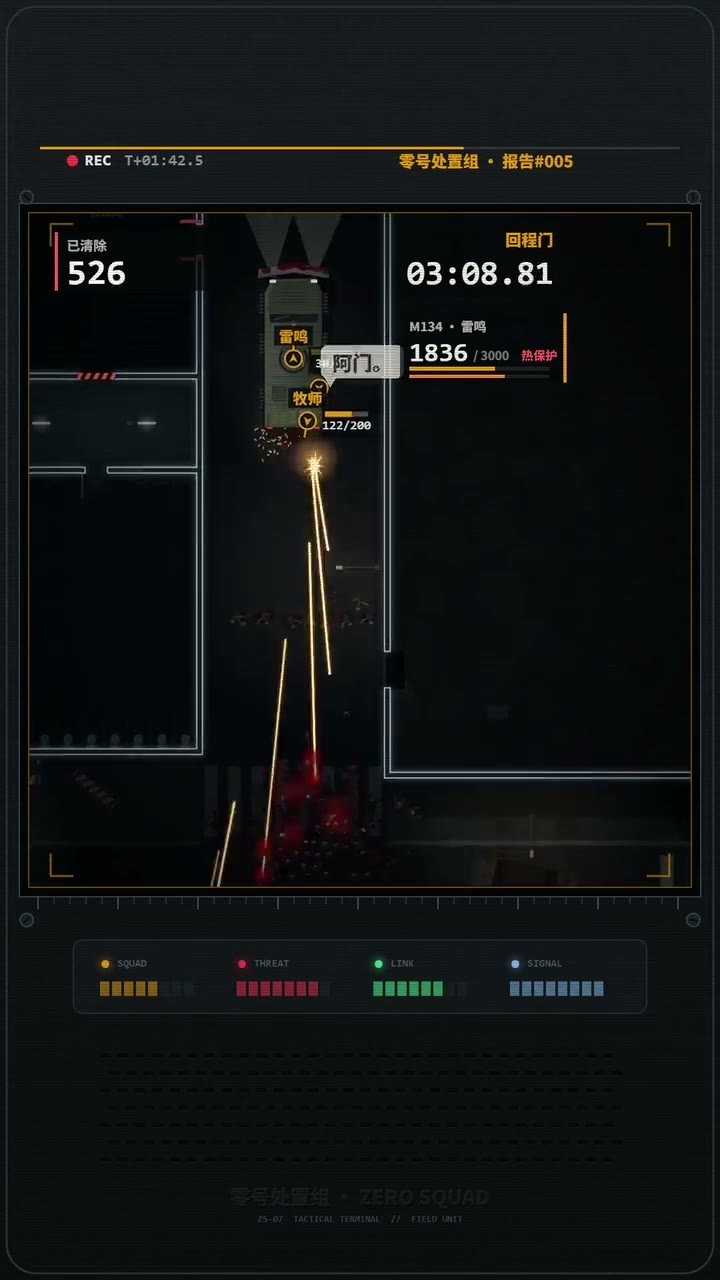 REC T+01:42.5
零号处置组 · 报告#005
已清除
526
回程门
03:08.81
M134 · 雷鸣
1836 / 3000 热保护
雷鸣
阿门。
牧师
122/200
SQUAD
THREAT
LINK
SIGNAL
零号处置组 · ZERO SQUAD
ZS-07 TACTICAL TERMINAL // FIELD UNIT